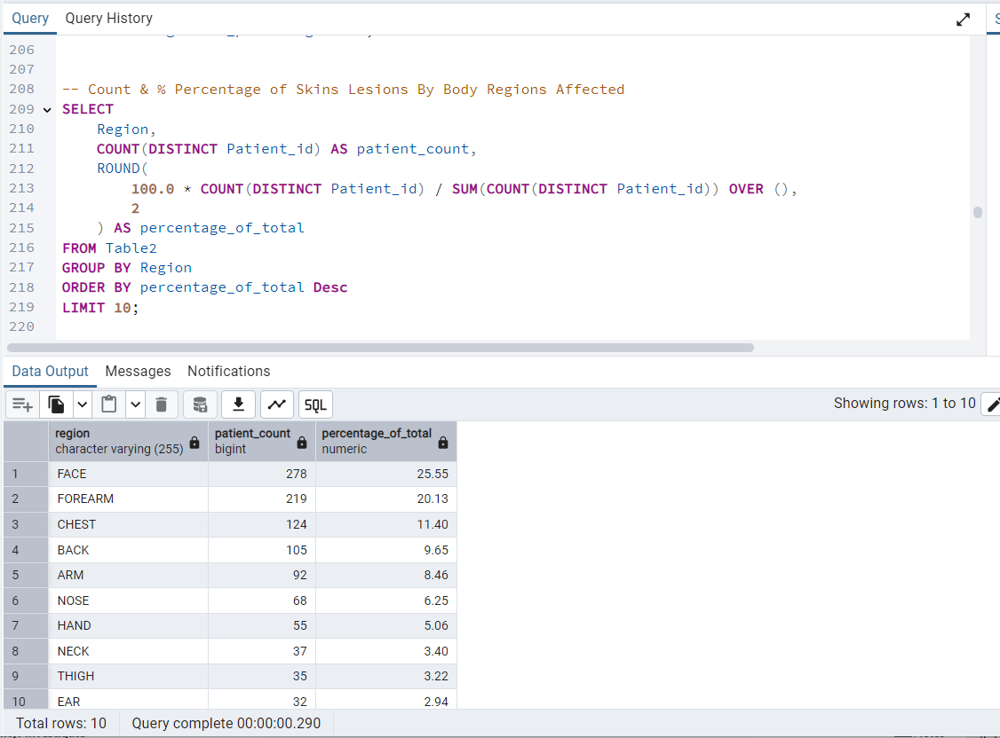 Query Query History
206
207
208 -- Count & % Percentage of Skins Lesions By Body Regions Affected
209 SELECT
210 Region,
211 COUNT(DISTINCT Patient_id) AS patient_count,
212 ROUND(
213 100.0 * COUNT(DISTINCT Patient_id) / SUM(COUNT(DISTINCT Patient_id)) OVER (),
214 2
215 ) AS percentage_of_total
216 FROM Table2
217 GROUP BY Region
218 ORDER BY percentage_of_total Desc
219 LIMIT 10;
220
Data Output Messages Notifications
SQL Showing rows: 1 to 10
region patient_count percentage_of_total
character varying (255) bigint numeric
1 FACE 278 25.55
2 FOREARM 219 20.13
3 CHEST 124 11.40
4 BACK 105 9.65
5 ARM 92 8.46
6 NOSE 68 6.25
7 HAND 55 5.06
8 NECK 37 3.40
9 THIGH 35 3.22
10 EAR 32 2.94
Total rows: 10 Query complete 00:00:00.290